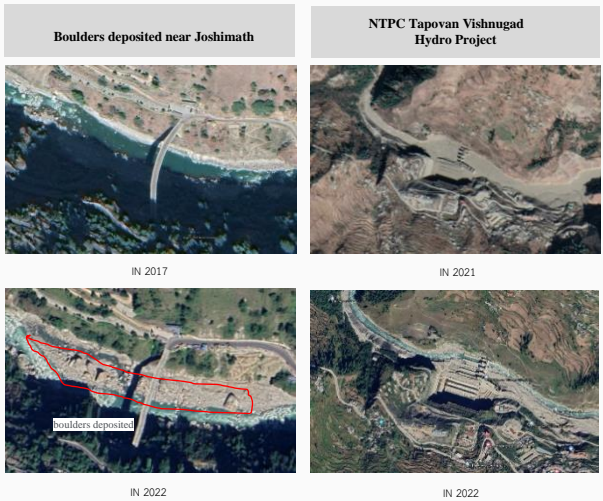 Boulders deposited near Joshimath
NTPC Tapovan Vishnugad
Hydro Project
IN 2017
IN 2021
boulders deposited
IN 2022
IN 2022